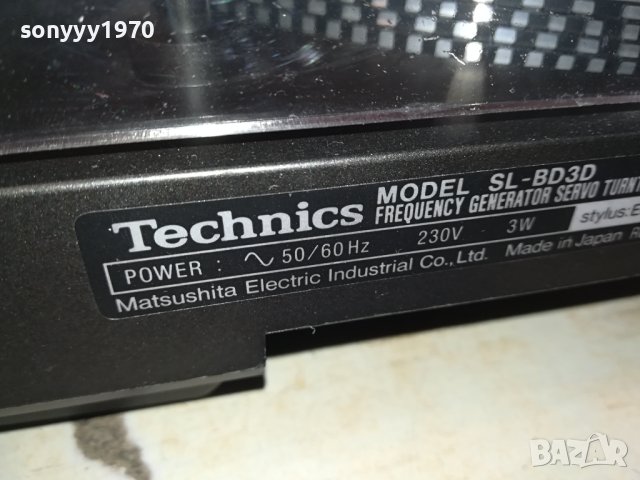 sonyyy1970
Technics MODEL SL-BD3D
FREQUENCY GENERATOR SERVO
POWER : ∿ 50/60Hz 230V 3W stylus:
Matsushita Electric Industrial Co.,Ltd. Made in Japan
BAZAR